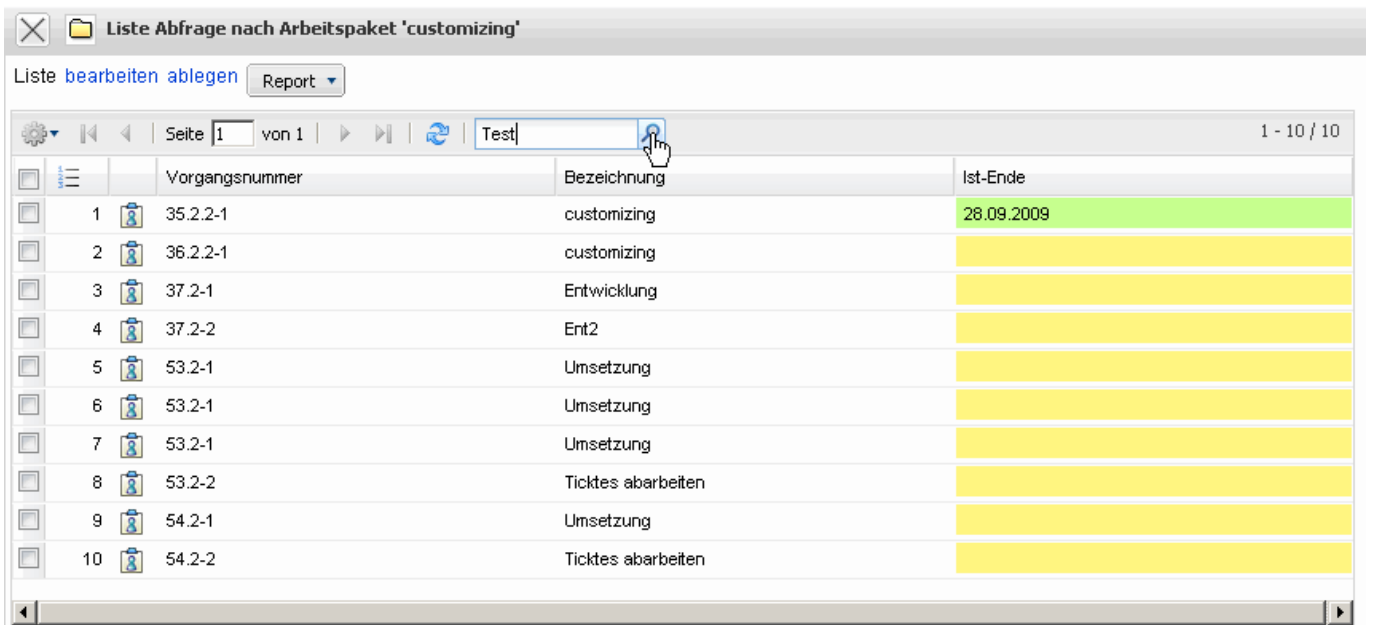 Liste Abfrage nach Arbeitspaket 'customizing'
Liste bearbeiten ablegen Report
Seite 1 von 1 Test 1 - 10 / 10
Vorgangsnummer Bezeichnung Ist-Ende
1 35.2.2-1 customizing 28.09.2009
2 36.2.2-1 customizing
3 37.2-1 Entwicklung
4 37.2-2 Ent2
5 53.2-1 Umsetzung
6 53.2-1 Umsetzung
7 53.2-1 Umsetzung
8 53.2-2 Ticktes abarbeiten
9 54.2-1 Umsetzung
10 54.2-2 Ticktes abarbeiten